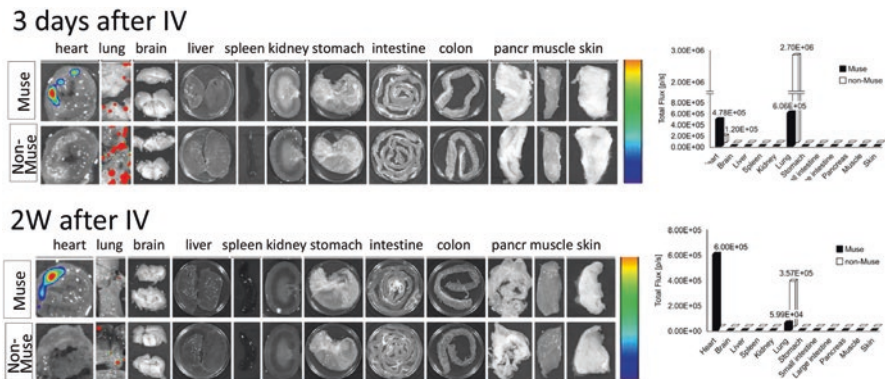 3 days after IV
heart lung brain liver spleen kidney stomach intestine colon pancr muscle skin
Muse
Non-Muse
Total Flux [p/s]
3.00E+06
2.00E+06
8.00E+05
6.00E+05
4.00E+05
2.00E+05
0.00E+00
2.70E+06
6.06E+05
4.78E+05
1.20E+05
Muse
non-Muse
Heart
Brain
Liver
Spleen
Kidney
Lung
Stomach
Pancreas
Muscle
Skin
2W after IV
heart lung brain liver spleen kidney stomach intestine colon pancr muscle skin
Muse
Non-Muse
Total Flux [p/s]
8.00E+05
6.00E+05
4.00E+05
2.00E+05
0.00E+00
6.00E+05
3.57E+05
5.99E+04
Muse
non-Muse
Heart
Brain
Liver
Spleen
Kidney
Lung
Stomach
Small intestine
Large intestine
Pancreas
Muscle
Skin